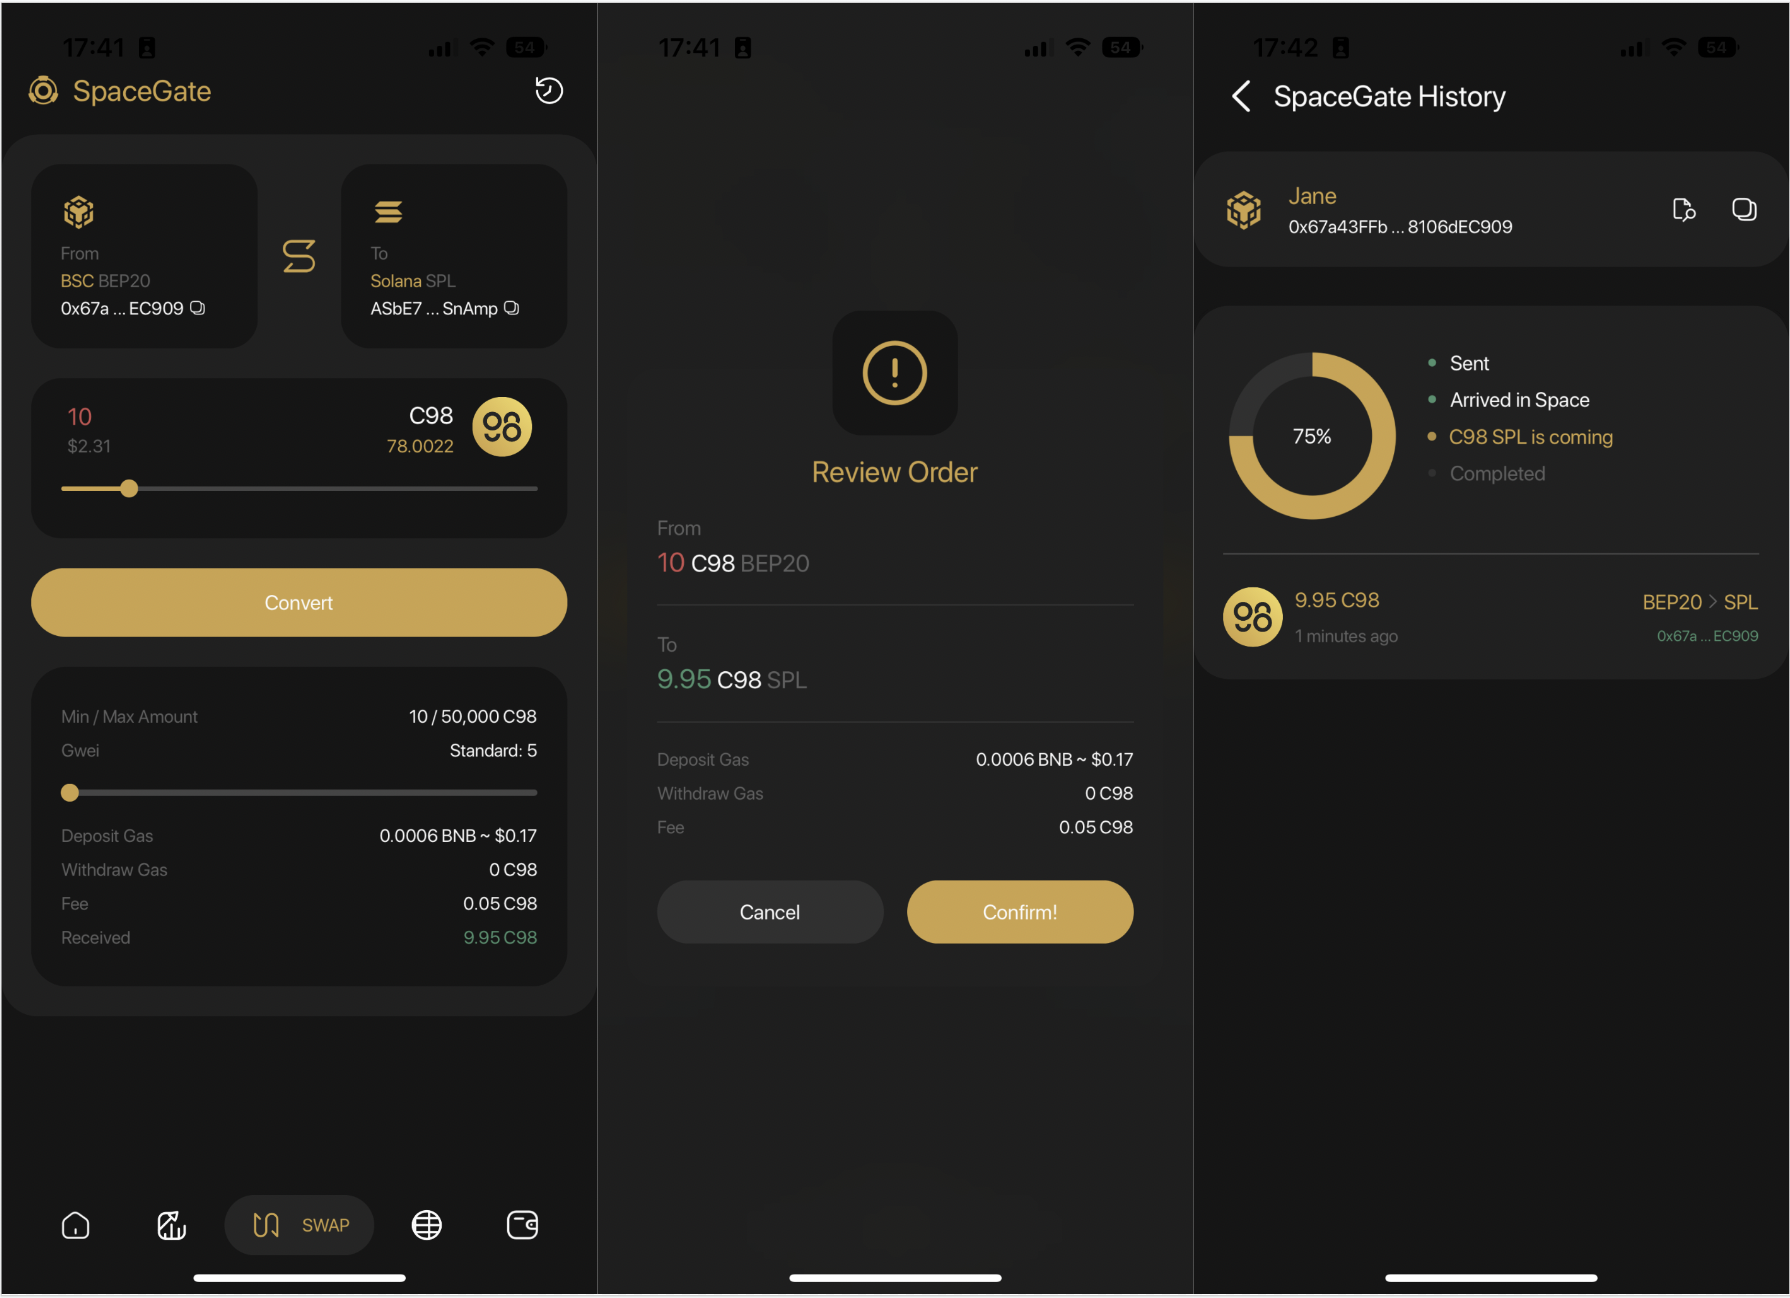 17:41
54
SpaceGate
From
BSC BEP20
0x67a ... EC909
To
Solana SPL
ASbE7 ... SnAmp
10
$2.31
C98
78.0022
98
Convert
Min / Max Amount 10 / 50,000 C98
Gwei Standard: 5
Deposit Gas 0.0006 BNB ~ $0.17
Withdraw Gas 0 C98
Fee 0.05 C98
Received 9.95 C98
SWAP
17:41
54
Review Order
From
10 C98 BEP20
To
9.95 C98 SPL
Deposit Gas 0.0006 BNB ~ $0.17
Withdraw Gas 0 C98
Fee 0.05 C98
Cancel Confirm!
17:42
54
SpaceGate History
Jane
0x67a43FFb ... 8106dEC909
75%
Sent
Arrived in Space
C98 SPL is coming
Completed
98
9.95 C98 BEP20 > SPL
1 minutes ago 0x67a ... EC909